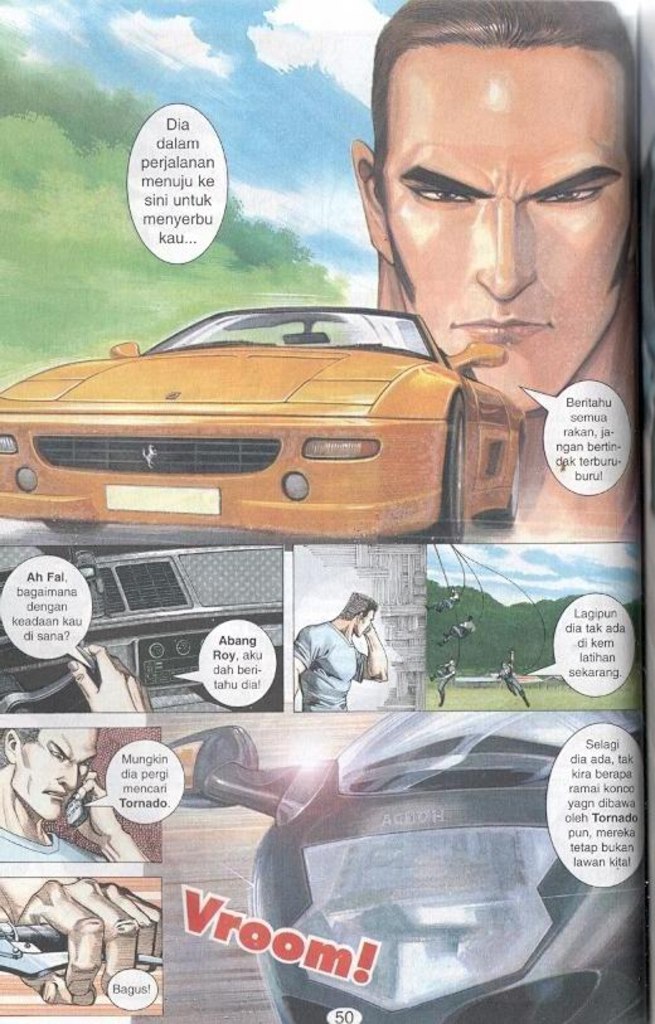 Dia
dalam
perjalanan
menuju ke
sini untuk
menyerbu
kau...
Beritahu
semua
rakan, ja-
ngan bertin-
dak terburu-
buru!
Ah Fal,
bagaimana
dengan
keadaan kau
di sana?
Abang
Roy, aku
dah beri-
tahu dia!
Lagipun
dia tak ada
di kem
latihan
sekarang.
Mungkin
dia pergi
mencari
Tornado.
Selagi
dia ada, tak
kira berapa
ramai konco
yagn dibawa
oleh Tornado
pun, mereka
tetap bukan
lawan kita!
Bagus!
Vroom!
50